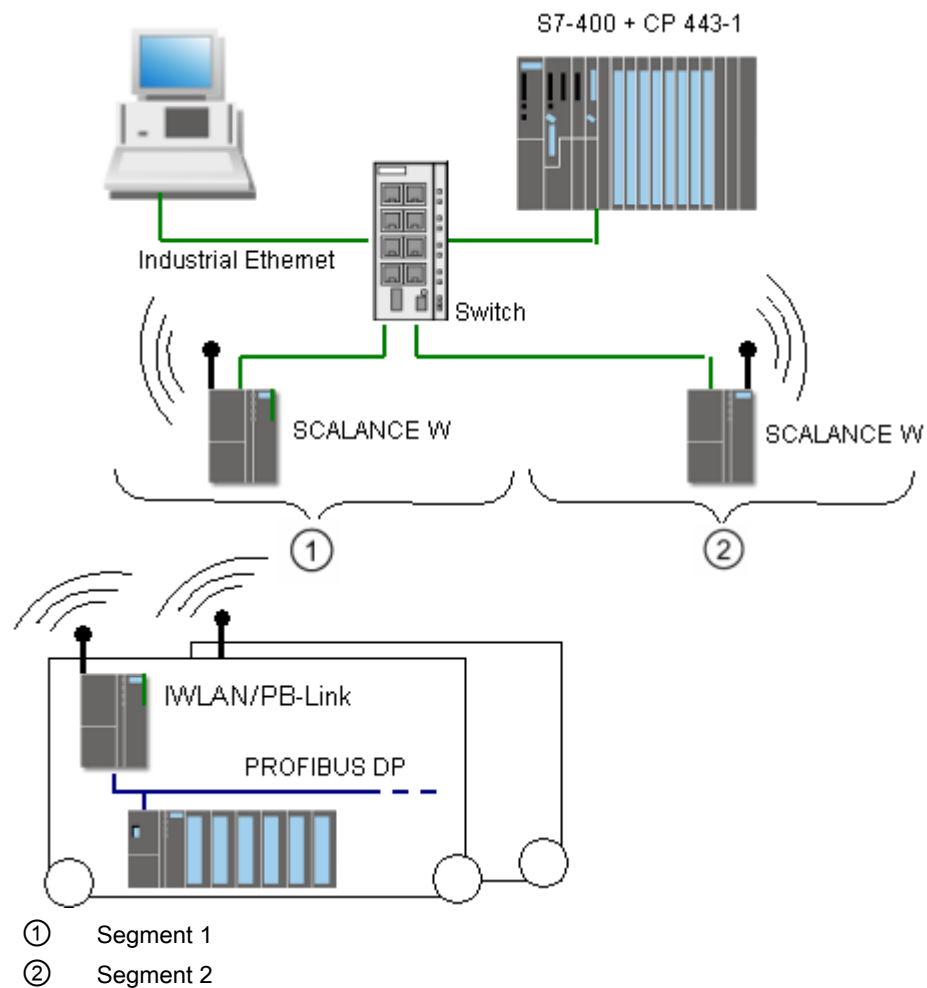 S7-400 + CP 443-1
Industrial Ethernet
Switch
SCALANCE W
SCALANCE W
1
2
IWLAN/PB-Link
PROFIBUS DP
1 Segment 1
2 Segment 2